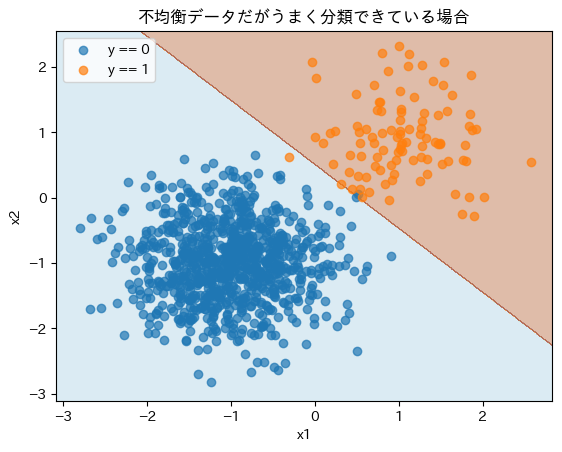 不均衡データだがうまく分類できている場合
y == 0
y == 1
x2
2
1
0
−1
−2
−3
−3
−2
−1
0
1
2
x1